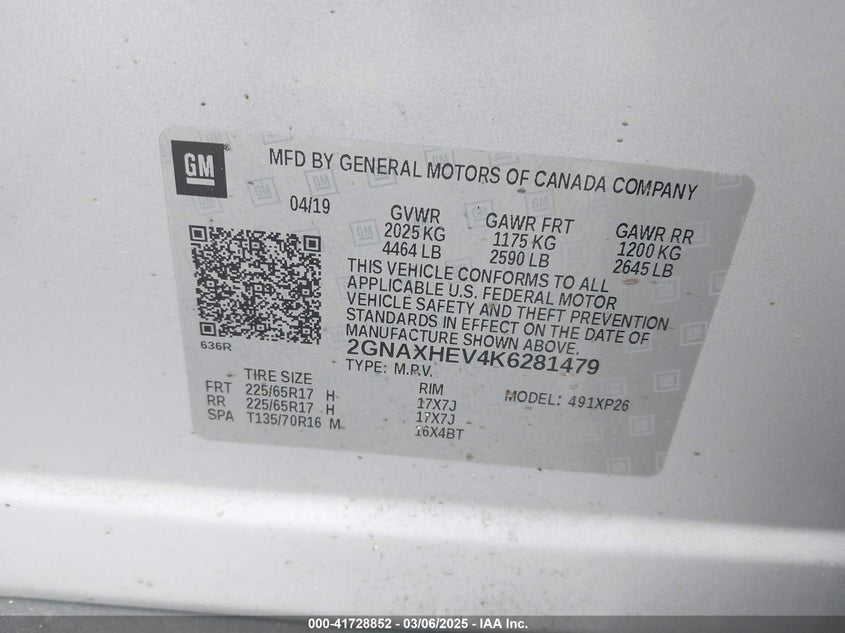 GM
MFD BY GENERAL MOTORS OF CANADA COMPANY
04/19
GVWR GAWR FRT GAWR RR
2025 KG 1175 KG 1200 KG
4464 LB 2590 LB 2645 LB
THIS VEHICLE CONFORMS TO ALL
APPLICABLE U.S. FEDERAL MOTOR
VEHICLE SAFETY AND THEFT PREVENTION
STANDARDS IN EFFECT ON THE DATE OF
MANUFACTURE SHOWN ABOVE.
636R
2GNAXHEV4K6281479
TYPE: M.P.V. MODEL: 491XP26
TIRE SIZE RIM
FRT 225/65R17 H 17X7J
RR 225/65R17 H 17X7J
SPA T135/70R16 M 16X4BT
000-41728852 — 03/06/2025 — IAA Inc.